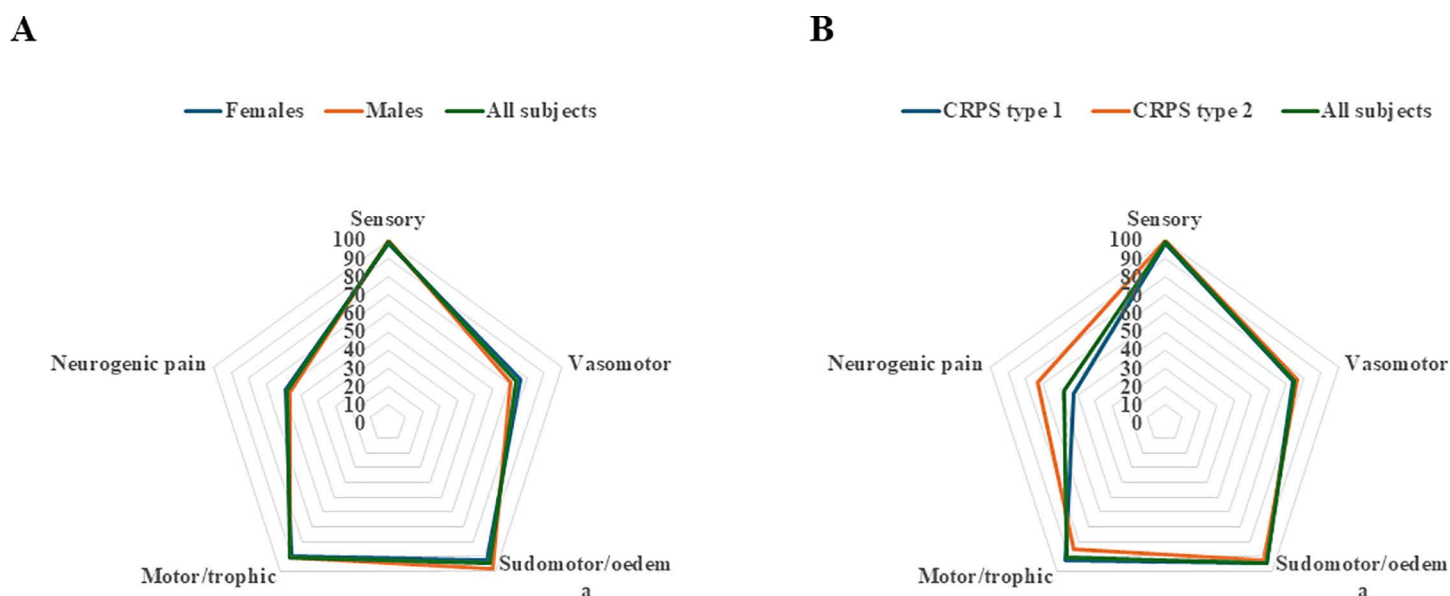 A
Females Males All subjects
Sensory
100
90
80
70
60
50
40
30
20
10
0
Vasomotor
Sudomotor/oedem
a
Motor/trophic
Neurogenic pain
B
CRPS type 1 CRPS type 2 All subjects
Sensory
100
90
80
70
60
50
40
30
20
10
0
Vasomotor
Sudomotor/oedem
a
Motor/trophic
Neurogenic pain